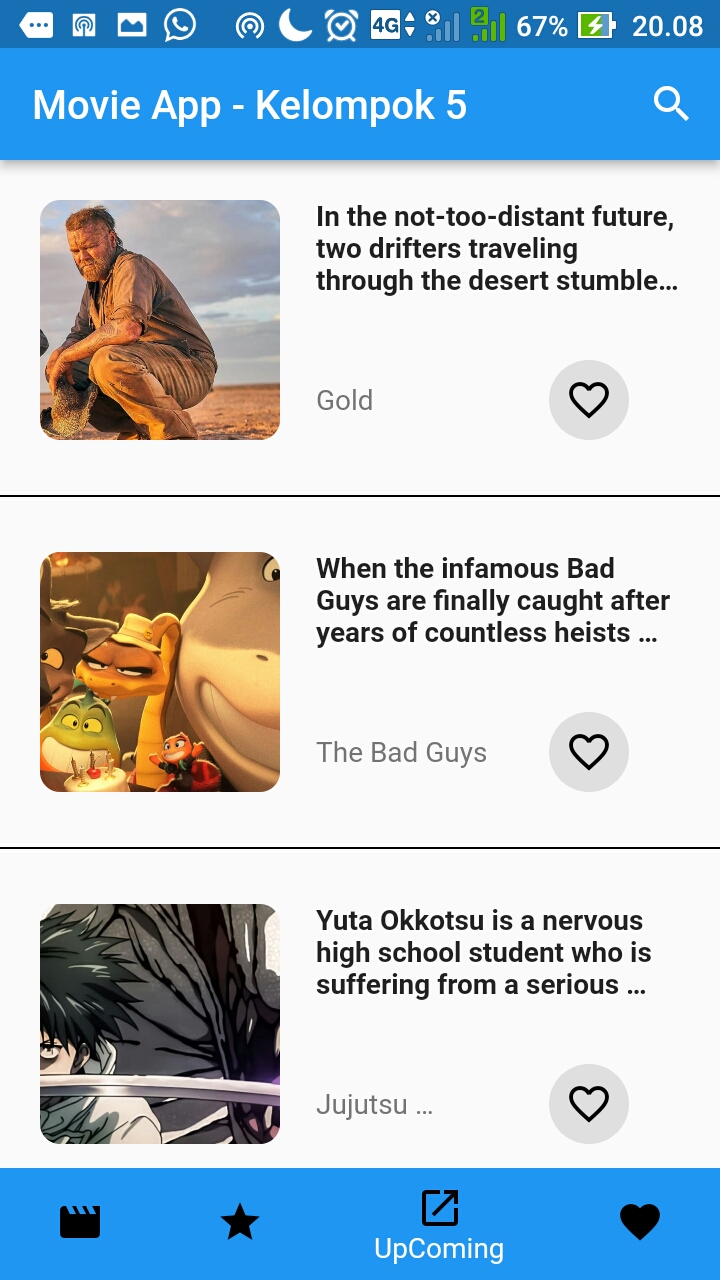 4G 2 67% 20.08
Movie App - Kelompok 5
In the not-too-distant future,
two drifters traveling
through the desert stumble…
Gold
When the infamous Bad
Guys are finally caught after
years of countless heists …
The Bad Guys
Yuta Okkotsu is a nervous
high school student who is
suffering from a serious …
Jujutsu …
UpComing